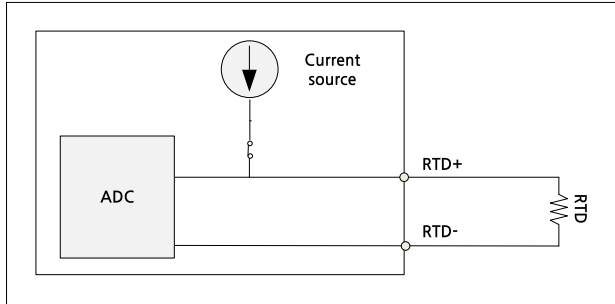 Current
source
ADC
RTD+
RTD
RTD-